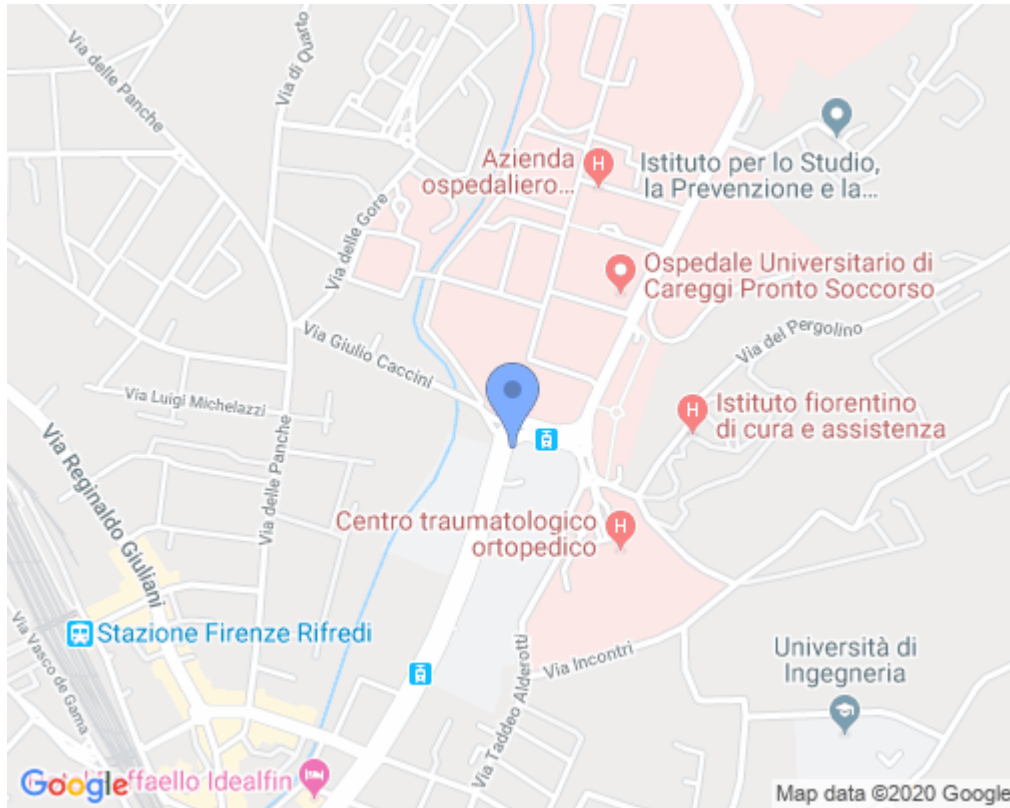 Via delle Panche
Via di Quarto
Azienda
ospedaliero...
Istituto per lo Studio,
la Prevenzione e la...
Via delle Gore
Ospedale Universitario di
Careggi Pronto Soccorso
Via Giulio Caccini
Via del Pergolino
Via Luigi Michelazzi
Istituto fiorentino
di cura e assistenza
Via Reginaldo Giuliani
Via delle Panche
Centro traumatologico
ortopedico
Stazione Firenze Rifredi
Via Vasco de Gama
Via Taddeo Alderotti
Via Incontri
Università di
Ingegneria
Google
ffaello Idealfin
Map data ©2020 Google